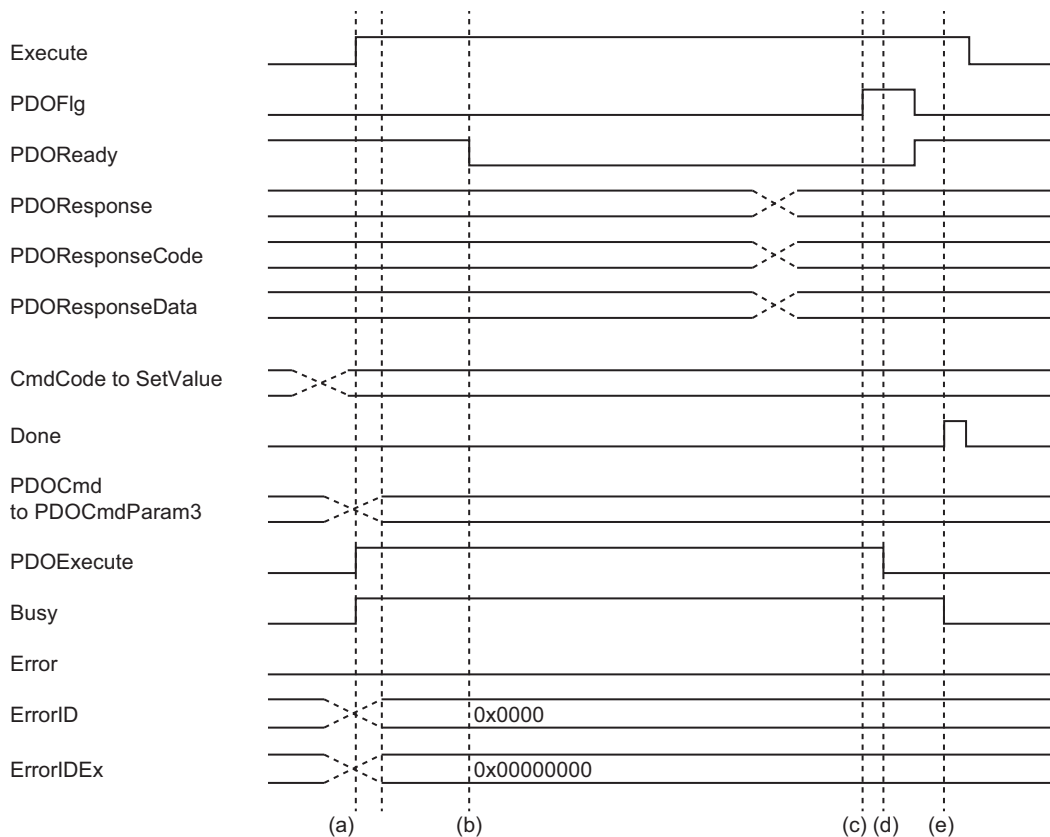 Execute
PDOFlg
PDOReady
PDOResponse
PDOResponseCode
PDOResponseData
CmdCode to SetValue
Done
PDOCmd
to PDOCmdParam3
PDOExecute
Busy
Error
ErrorID
0x0000
ErrorIDEx
0x00000000
(a) (b) (c) (d) (e)